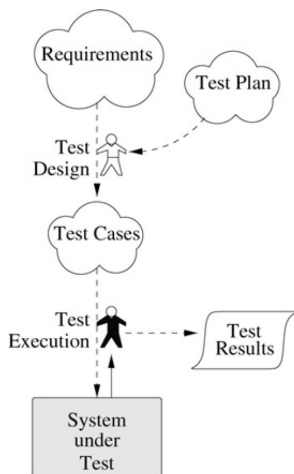 Requirements
Test Plan
Test
Design
Test Cases
Test
Execution
Test
Results
System
under
Test